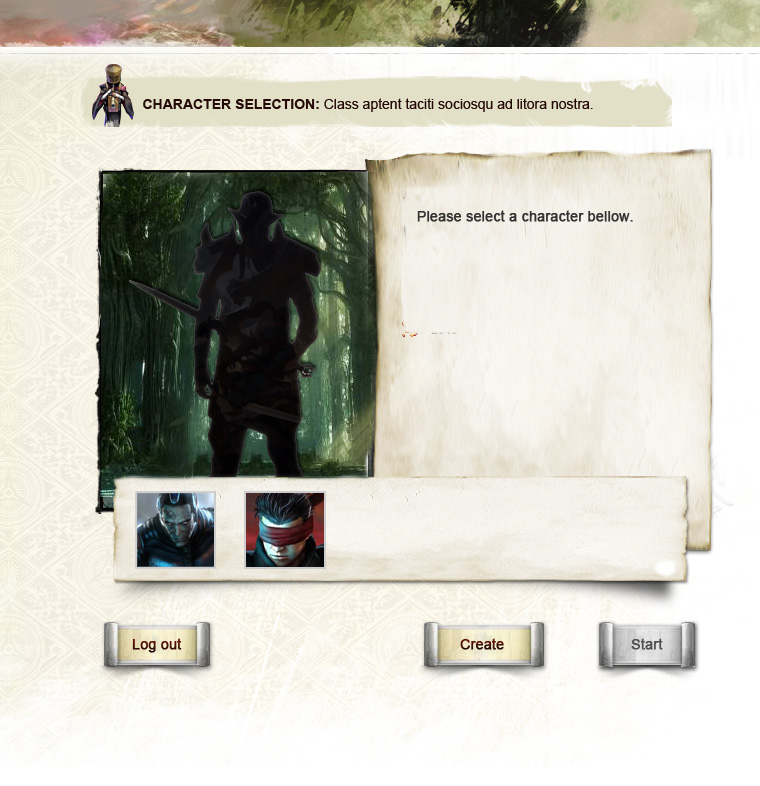 CHARACTER SELECTION: Class aptent taciti sociosqu ad litora nostra.
Please select a character bellow.
Log out
Create
Start